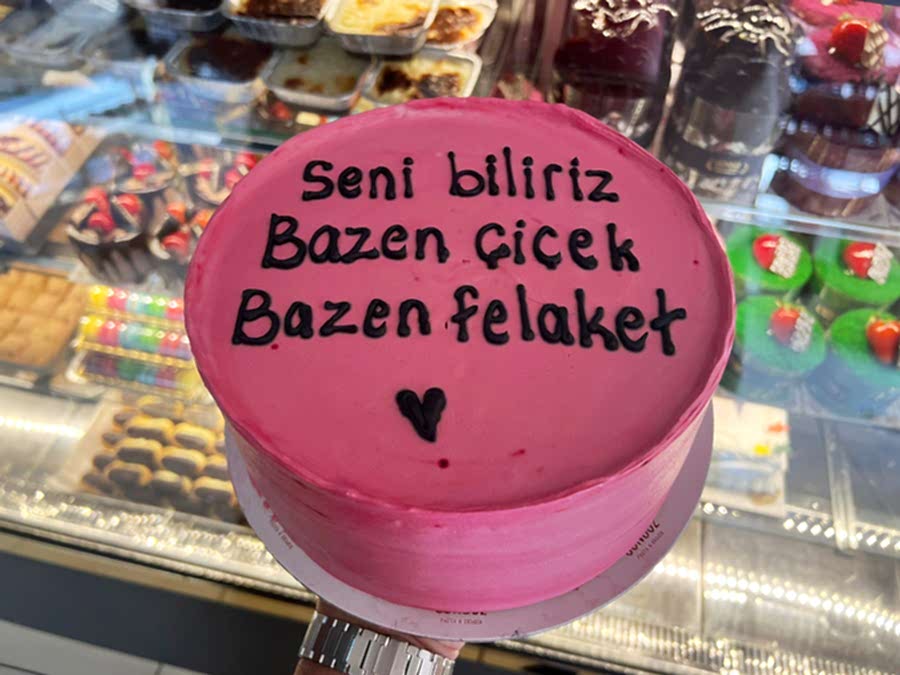 Seni biliriz
Bazen çiçek
Bazen felaket